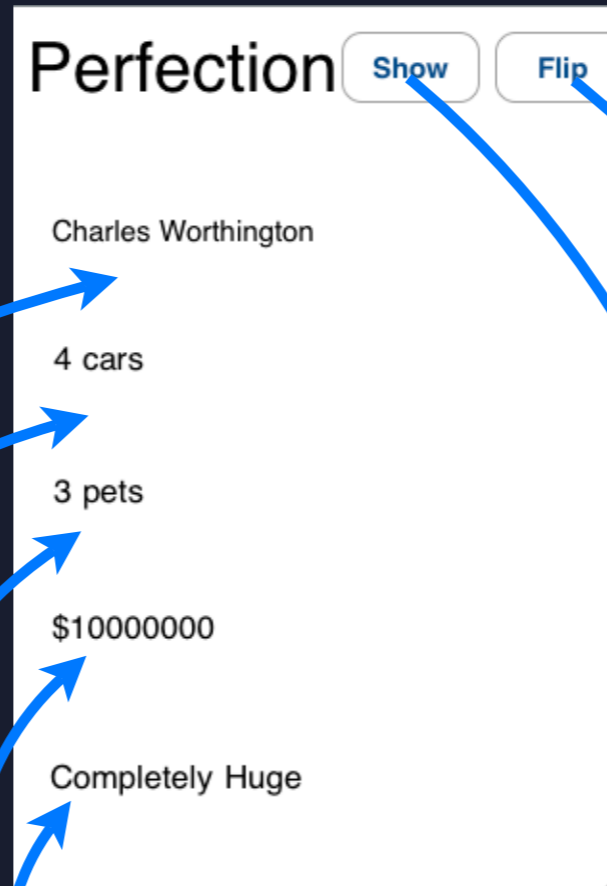 Perfection Show Flip
Charles Worthington
4 cars
3 pets
$10000000
Completely Huge